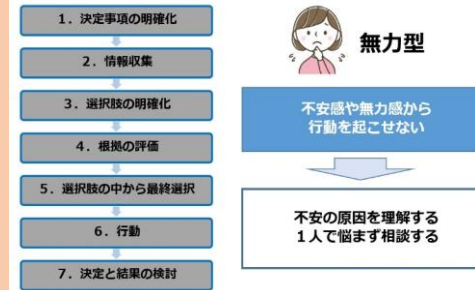 1．決定事項の明確化
2．情報収集
3．選択肢の明確化
4．根拠の評価
5．選択肢の中から最終選択
6．行動
7．決定と結果の検討
無力型
不安感や無力感から
行動を起こせない
不安の原因を理解する
１人で悩まず相談する